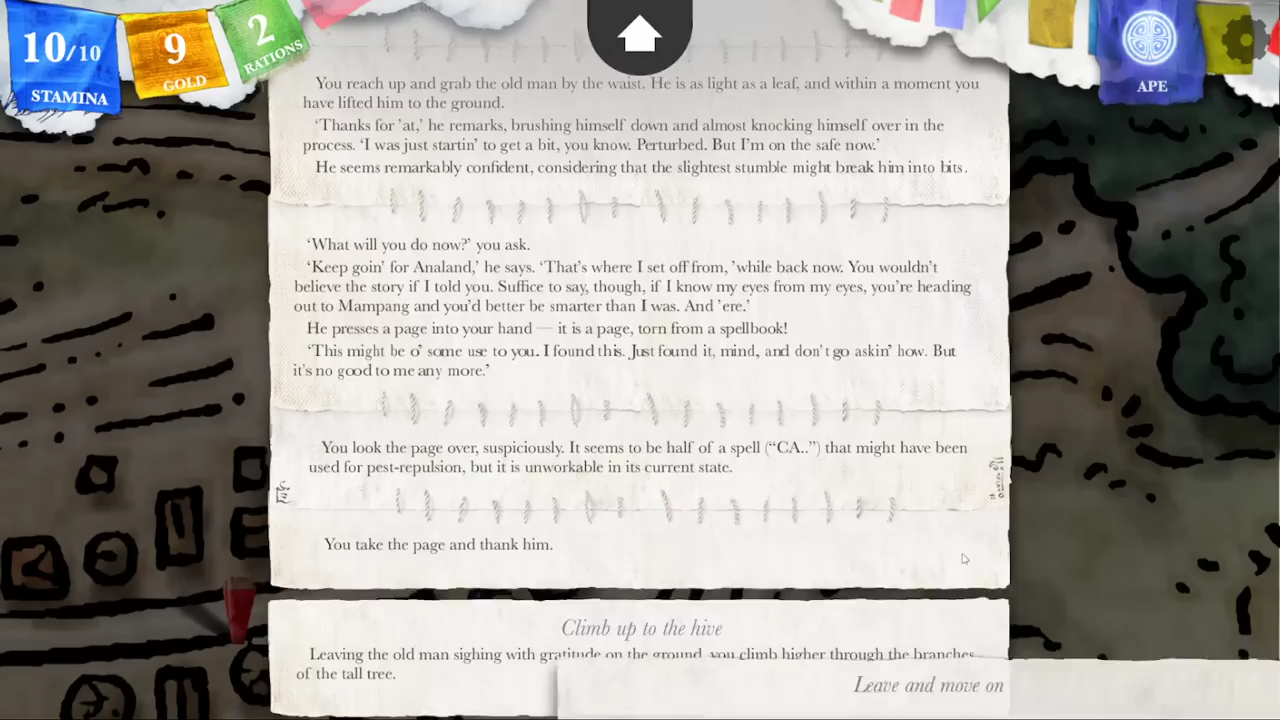 10/10
STAMINA
9
GOLD
2
RATIONS
APE
You reach up and grab the old man by the waist. He is as light as a leaf, and within a moment you
have lifted him to the ground.
‘Thanks for ’at,’ he remarks, brushing himself down and almost knocking himself over in the
process. ‘I was just startin’ to get a bit, you know. Perturbed. But I’m on the safe now.’
He seems remarkably confident, considering that the slightest stumble might break him into bits.
‘What will you do now?’ you ask.
‘Keep goin’ for Analand,’ he says. ‘That’s where I set off from, ’while back now. You wouldn’t
believe the story if I told you. Suffice to say, though, if I know my eyes from my eyes, you’re heading
out to Mampang and you’d better be smarter than I was. And ’ere.’
He presses a page into your hand — it is a page, torn from a spellbook!
‘This might be o’ some use to you. I found this. Just found it, mind, and don’t go askin’ how. But
it’s no good to me any more.’
You look the page over, suspiciously. It seems to be half of a spell (“CA..”) that might have been
used for pest-repulsion, but it is unworkable in its current state.
You take the page and thank him.
Climb up to the hive
Leaving the old man sighing with gratitude on the ground, you climb higher through the branches
of the tall tree.
Leave and move on